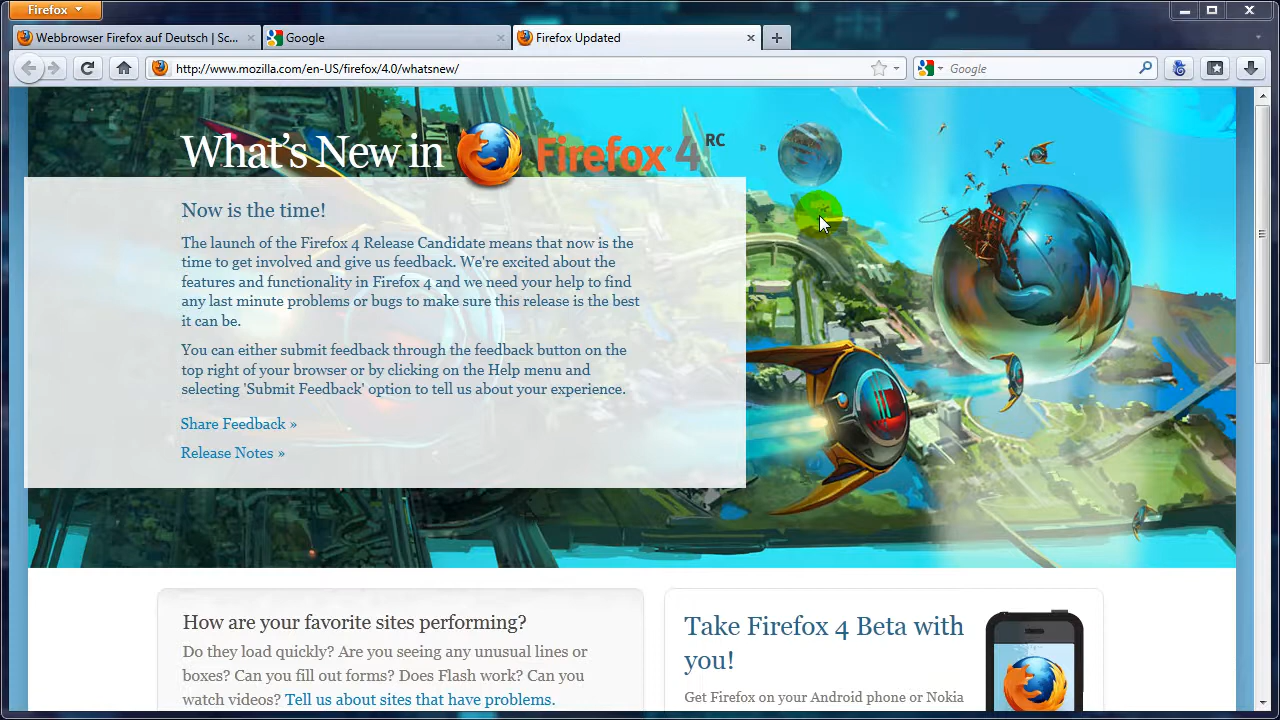 Firefox
Webbrowser Firefox auf Deutsch | Sc...
Google
Firefox Updated
http://www.mozilla.com/en-US/firefox/4.0/whatsnew/
Google
What's New in Firefox® 4 RC
Now is the time!
The launch of the Firefox 4 Release Candidate means that now is the
time to get involved and give us feedback. We're excited about the
features and functionality in Firefox 4 and we need your help to find
any last minute problems or bugs to make sure this release is the best
it can be.
You can either submit feedback through the feedback button on the
top right of your browser or by clicking on the Help menu and
selecting 'Submit Feedback' option to tell us about your experience.
Share Feedback »
Release Notes »
How are your favorite sites performing?
Do they load quickly? Are you seeing any unusual lines or
boxes? Can you fill out forms? Does Flash work? Can you
watch videos? Tell us about sites that have problems.
Take Firefox 4 Beta with
you!
Get Firefox on your Android phone or Nokia